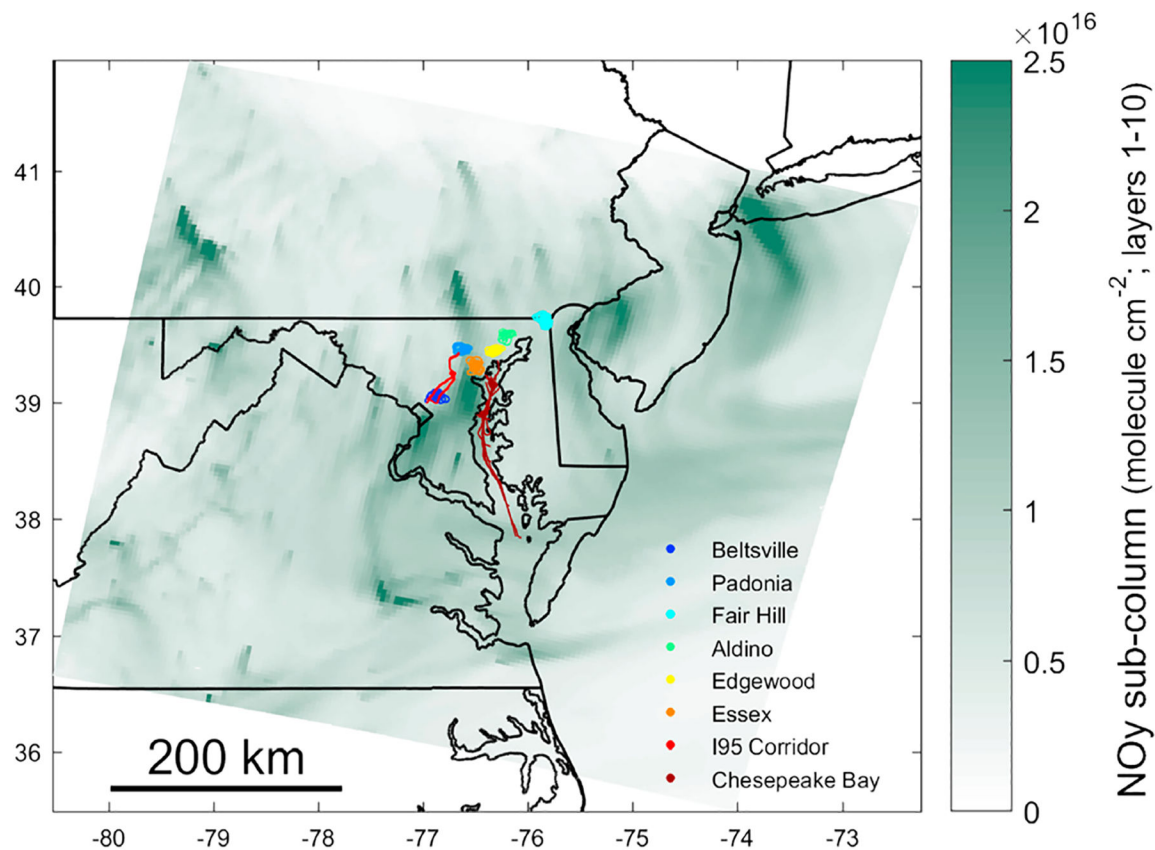 ×10^16
2.5
2
1.5
1
0.5
0
NOy sub-column (molecule cm^-2; layers 1-10)
41
40
39
38
37
36
-80
-79
-78
-77
-76
-75
-74
-73
200 km
Beltsville
Padonia
Fair Hill
Aldino
Edgewood
Essex
I95 Corridor
Chesepeake Bay